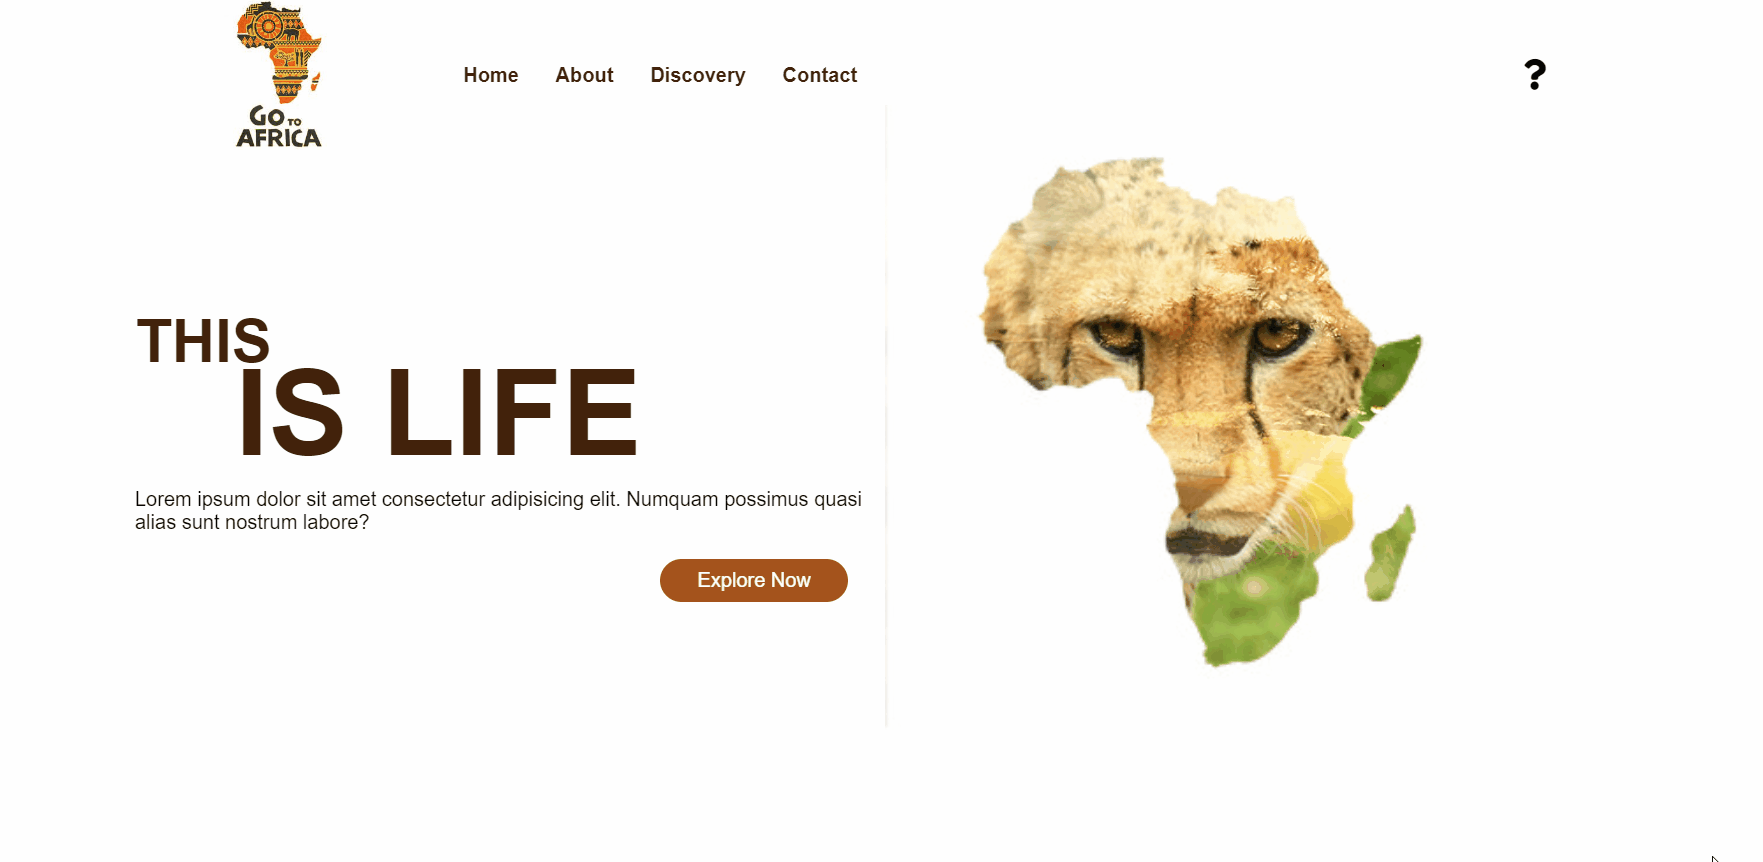 GO TO
AFRICA
Home About Discovery Contact
?
THIS
IS LIFE
Lorem ipsum dolor sit amet consectetur adipisicing elit. Numquam possimus quasi
alias sunt nostrum labore?
Explore Now